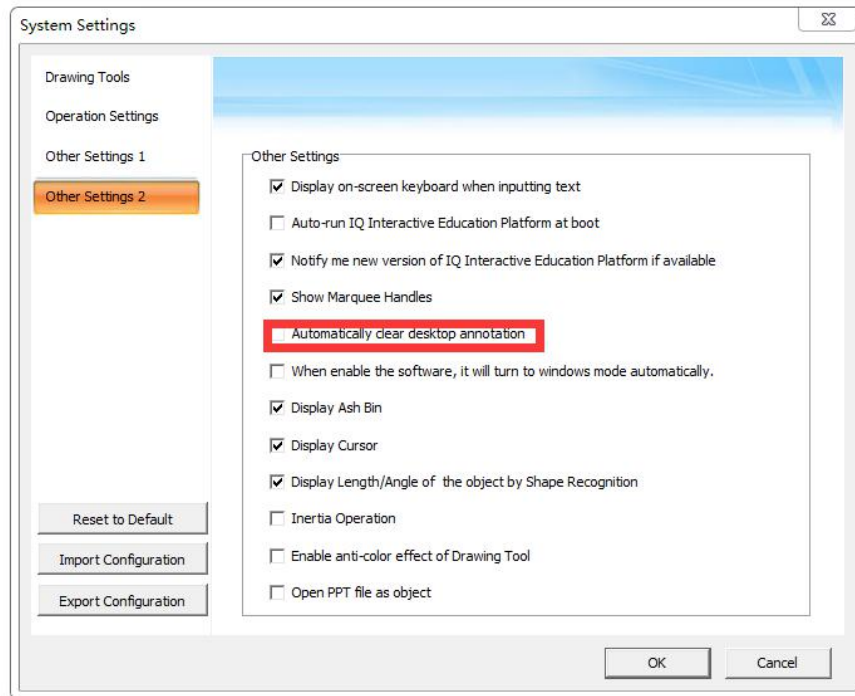 System Settings
Drawing Tools
Operation Settings
Other Settings 1
Other Settings 2
Reset to Default
Import Configuration
Export Configuration
Other Settings
Display on-screen keyboard when inputting text
Auto-run IQ Interactive Education Platform at boot
Notify me new version of IQ Interactive Education Platform if available
Show Marquee Handles
Automatically clear desktop annotation
When enable the software, it will turn to windows mode automatically.
Display Ash Bin
Display Cursor
Display Length/Angle of the object by Shape Recognition
Inertia Operation
Enable anti-color effect of Drawing Tool
Open PPT file as object
OK
Cancel